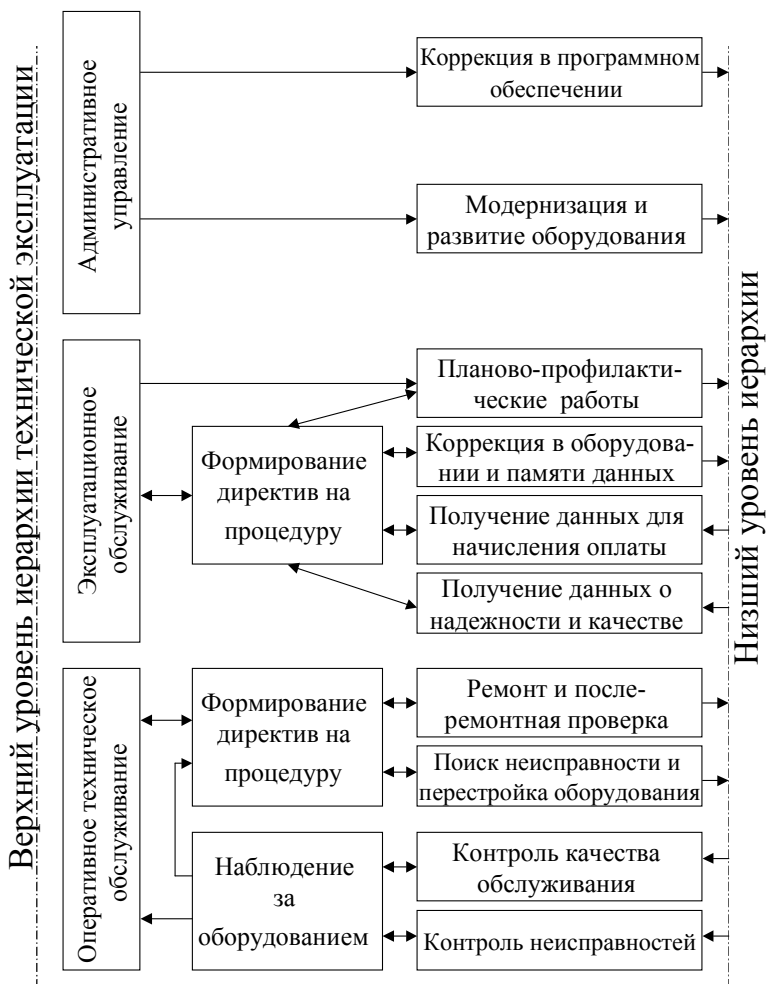 Верхний уровень иерархии технической эксплуатации
Административное
управление
Коррекция в программном
обеспечении
Модернизация и
развитие оборудования
Эксплуатационное
обслуживание
Формирование
директив на
процедуру
Планово-профилакти-
ческие работы
Коррекция в оборудова-
нии и памяти данных
Получение данных для
начисления оплаты
Получение данных о
надежности и качестве
Оперативное техническое
обслуживание
Формирование
директив на
процедуру
Ремонт и после-
ремонтная проверка
Поиск неисправности и
перестройка оборудования
Наблюдение
за
оборудованием
Контроль качества
обслуживания
Контроль неисправностей
Низший уровень иерархии